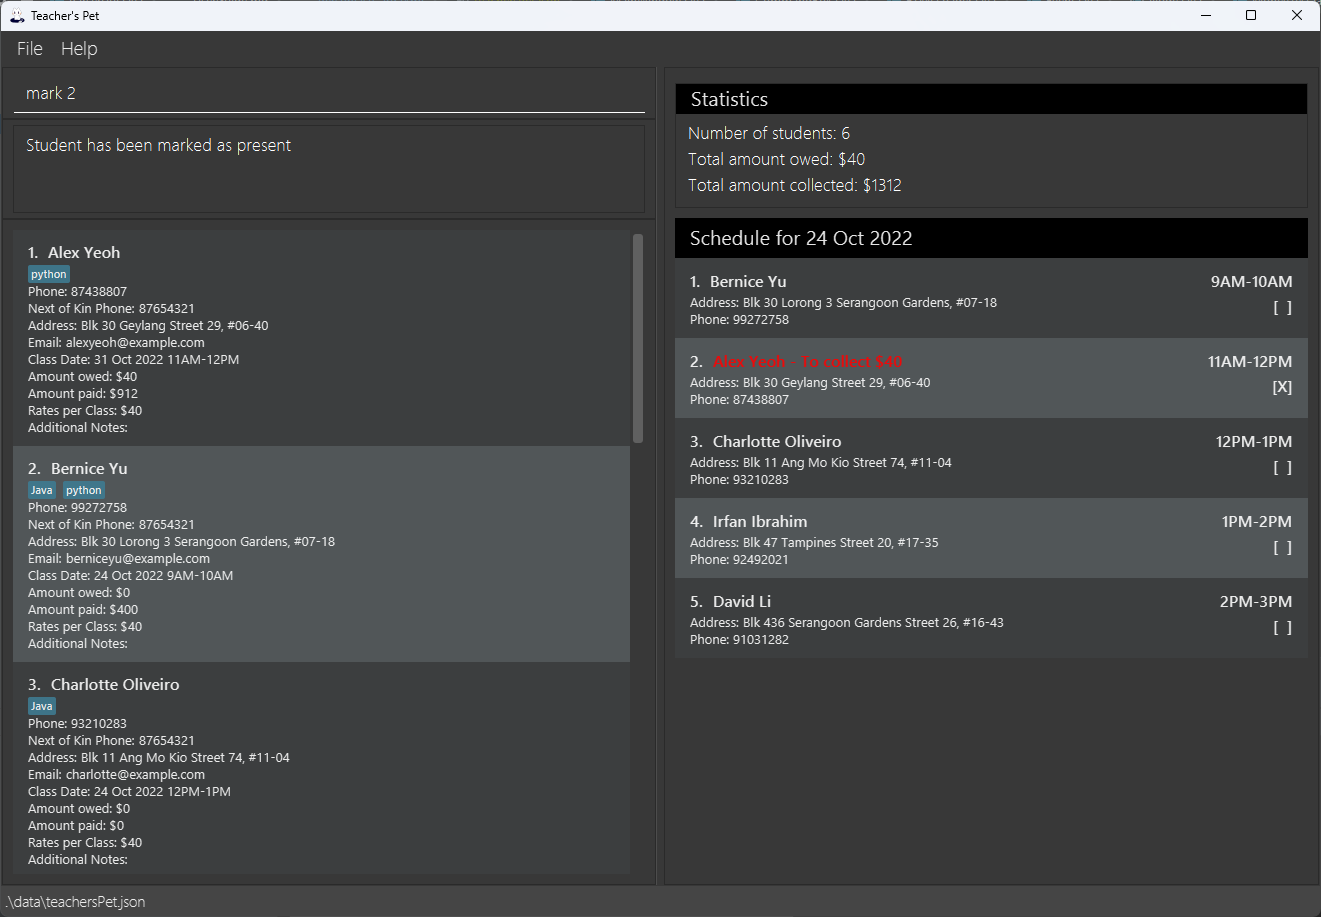 Teacher's Pet
File Help
mark 2
Student has been marked as present
1. Alex Yeoh
python
Phone: 87438807
Next of Kin Phone: 87654321
Address: Blk 30 Geylang Street 29, #06-40
Email: alexyeoh@example.com
Class Date: 31 Oct 2022 11AM-12PM
Amount owed: $40
Amount paid: $912
Rates per Class: $40
Additional Notes:
2. Bernice Yu
Java python
Phone: 99272758
Next of Kin Phone: 87654321
Address: Blk 30 Lorong 3 Serangoon Gardens, #07-18
Email: berniceyu@example.com
Class Date: 24 Oct 2022 9AM-10AM
Amount owed: $0
Amount paid: $400
Rates per Class: $40
Additional Notes:
3. Charlotte Oliveiro
Java
Phone: 93210283
Next of Kin Phone: 87654321
Address: Blk 11 Ang Mo Kio Street 74, #11-04
Email: charlotte@example.com
Class Date: 24 Oct 2022 12PM-1PM
Amount owed: $0
Amount paid: $0
Rates per Class: $40
Additional Notes:
Statistics
Number of students: 6
Total amount owed: $40
Total amount collected: $1312
Schedule for 24 Oct 2022
1. Bernice Yu 9AM-10AM
Address: Blk 30 Lorong 3 Serangoon Gardens, #07-18 [ ]
Phone: 99272758
2. Alex Yeoh - To collect $40 11AM-12PM
Address: Blk 30 Geylang Street 29, #06-40 [X]
Phone: 87438807
3. Charlotte Oliveiro 12PM-1PM
Address: Blk 11 Ang Mo Kio Street 74, #11-04 [ ]
Phone: 93210283
4. Irfan Ibrahim 1PM-2PM
Address: Blk 47 Tampines Street 20, #17-35 [ ]
Phone: 92492021
5. David Li 2PM-3PM
Address: Blk 436 Serangoon Gardens Street 26, #16-43 [ ]
Phone: 91031282
.\data\teachersPet.json